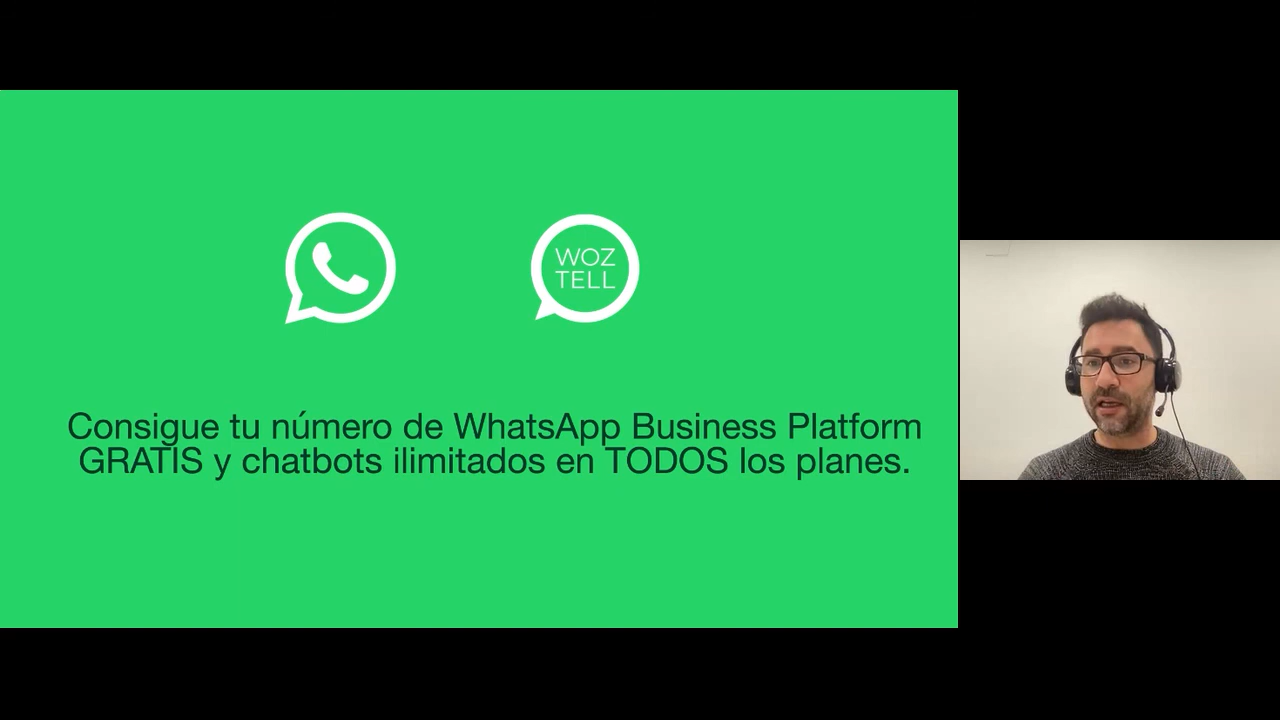 WOZ
TELL
Consigue tu número de WhatsApp Business Platform
GRATIS y chatbots ilimitados en TODOS los planes.